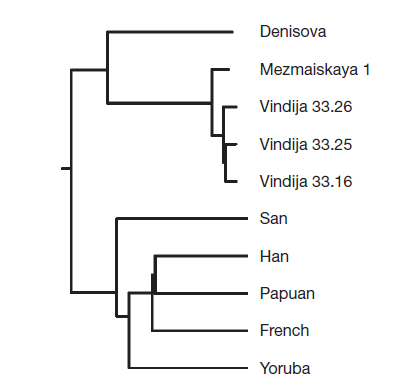 Denisova
Mezmaiskaya 1
Vindija 33.26
Vindija 33.25
Vindija 33.16
San
Han
Papuan
French
Yoruba